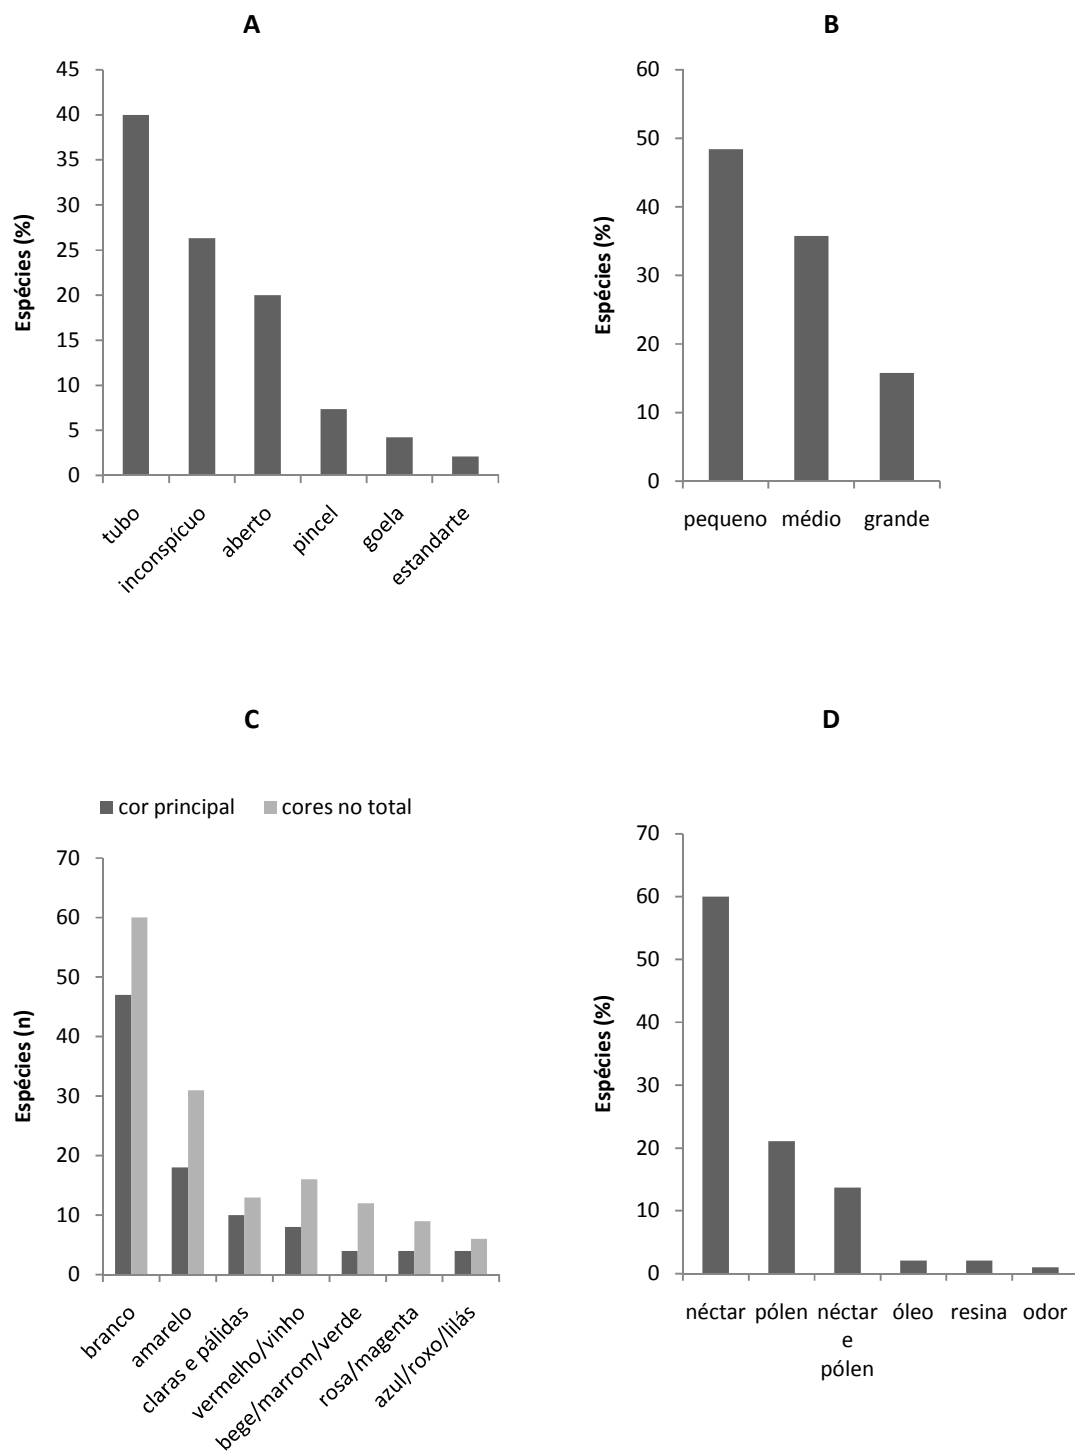 A
45
40
35
30
25
20
15
10
5
0
Espécies (%)
tubo
inconspícuo
aberto
pincel
goela
estandarte
B
60
50
40
30
20
10
0
Espécies (%)
pequeno médio grande
C
cor principal cores no total
70
60
50
40
30
20
10
0
Espécies (n)
branco
amarelo
claras e pálidas
vermelho/vinho
bege/marrom/verde
rosa/magenta
azul/roxo/lilás
D
70
60
50
40
30
20
10
0
Espécies (%)
néctar pólen néctar óleo resina odor
e
pólen